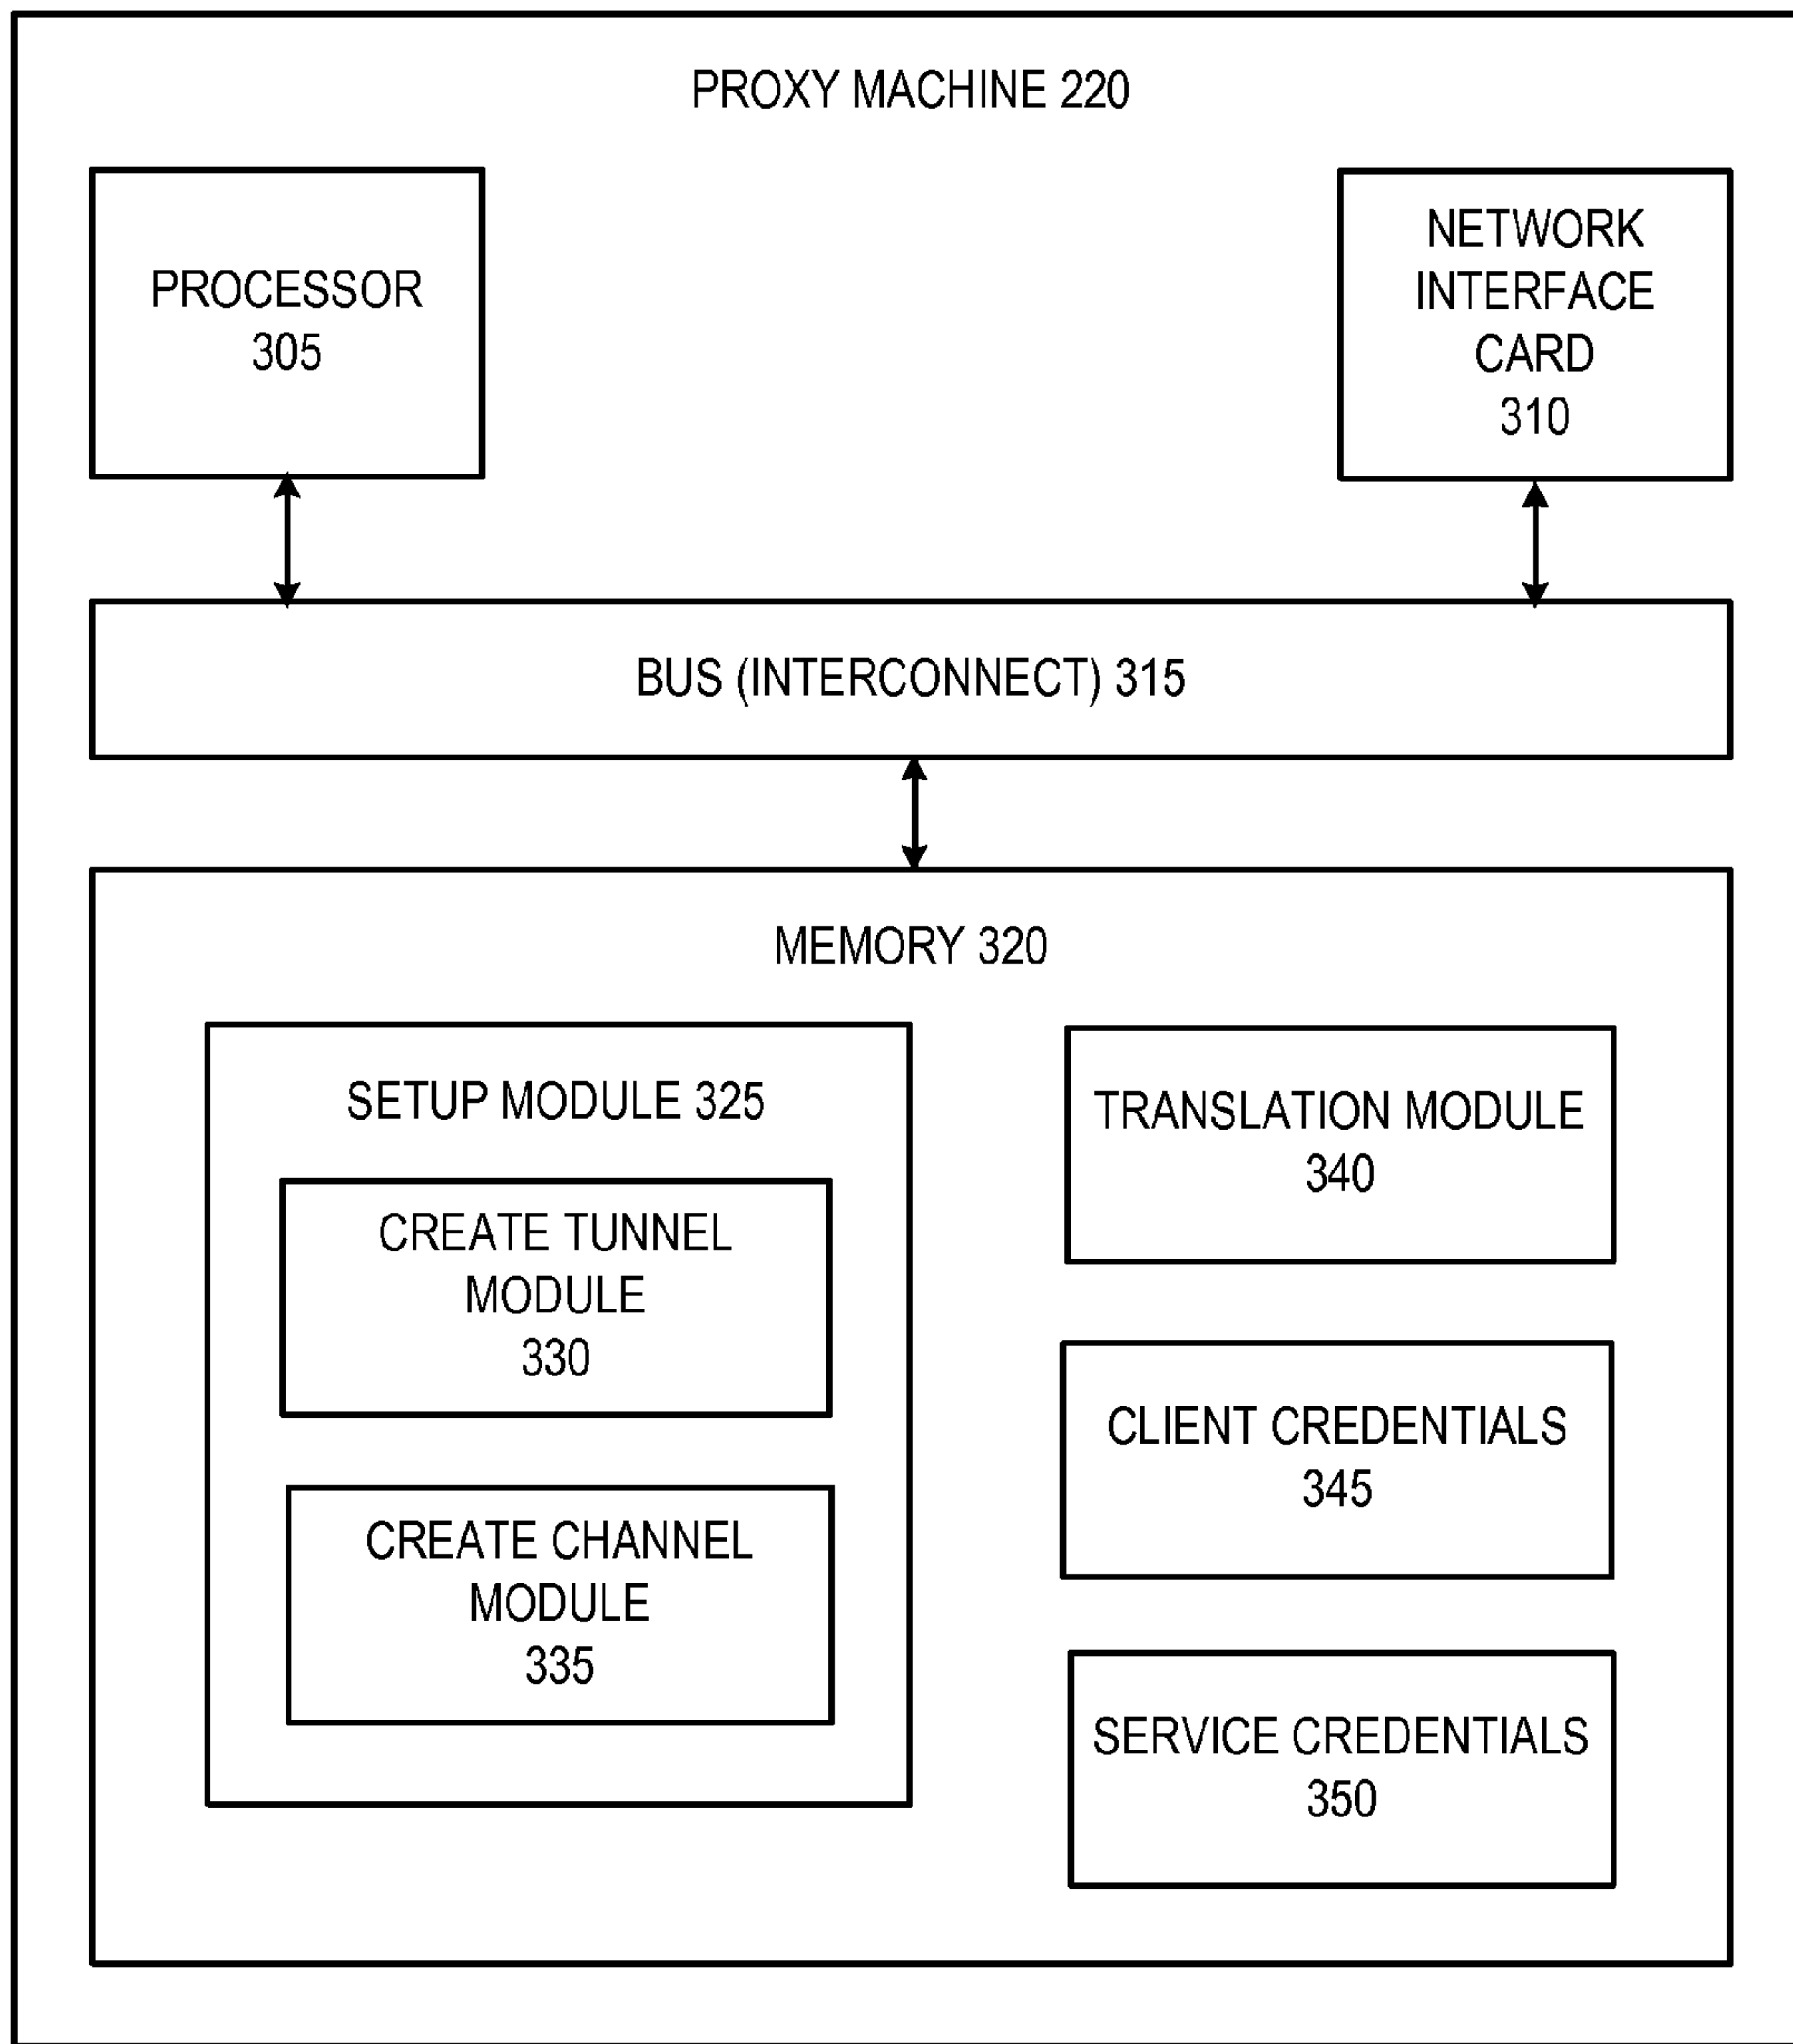 PROXY MACHINE 220
PROCESSOR
305
NETWORK
INTERFACE
CARD
310
BUS (INTERCONNECT) 315
MEMORY 320
SETUP MODULE 325
CREATE TUNNEL
MODULE
330
CREATE CHANNEL
MODULE
335
TRANSLATION MODULE
340
CLIENT CREDENTIALS
345
SERVICE CREDENTIALS
350